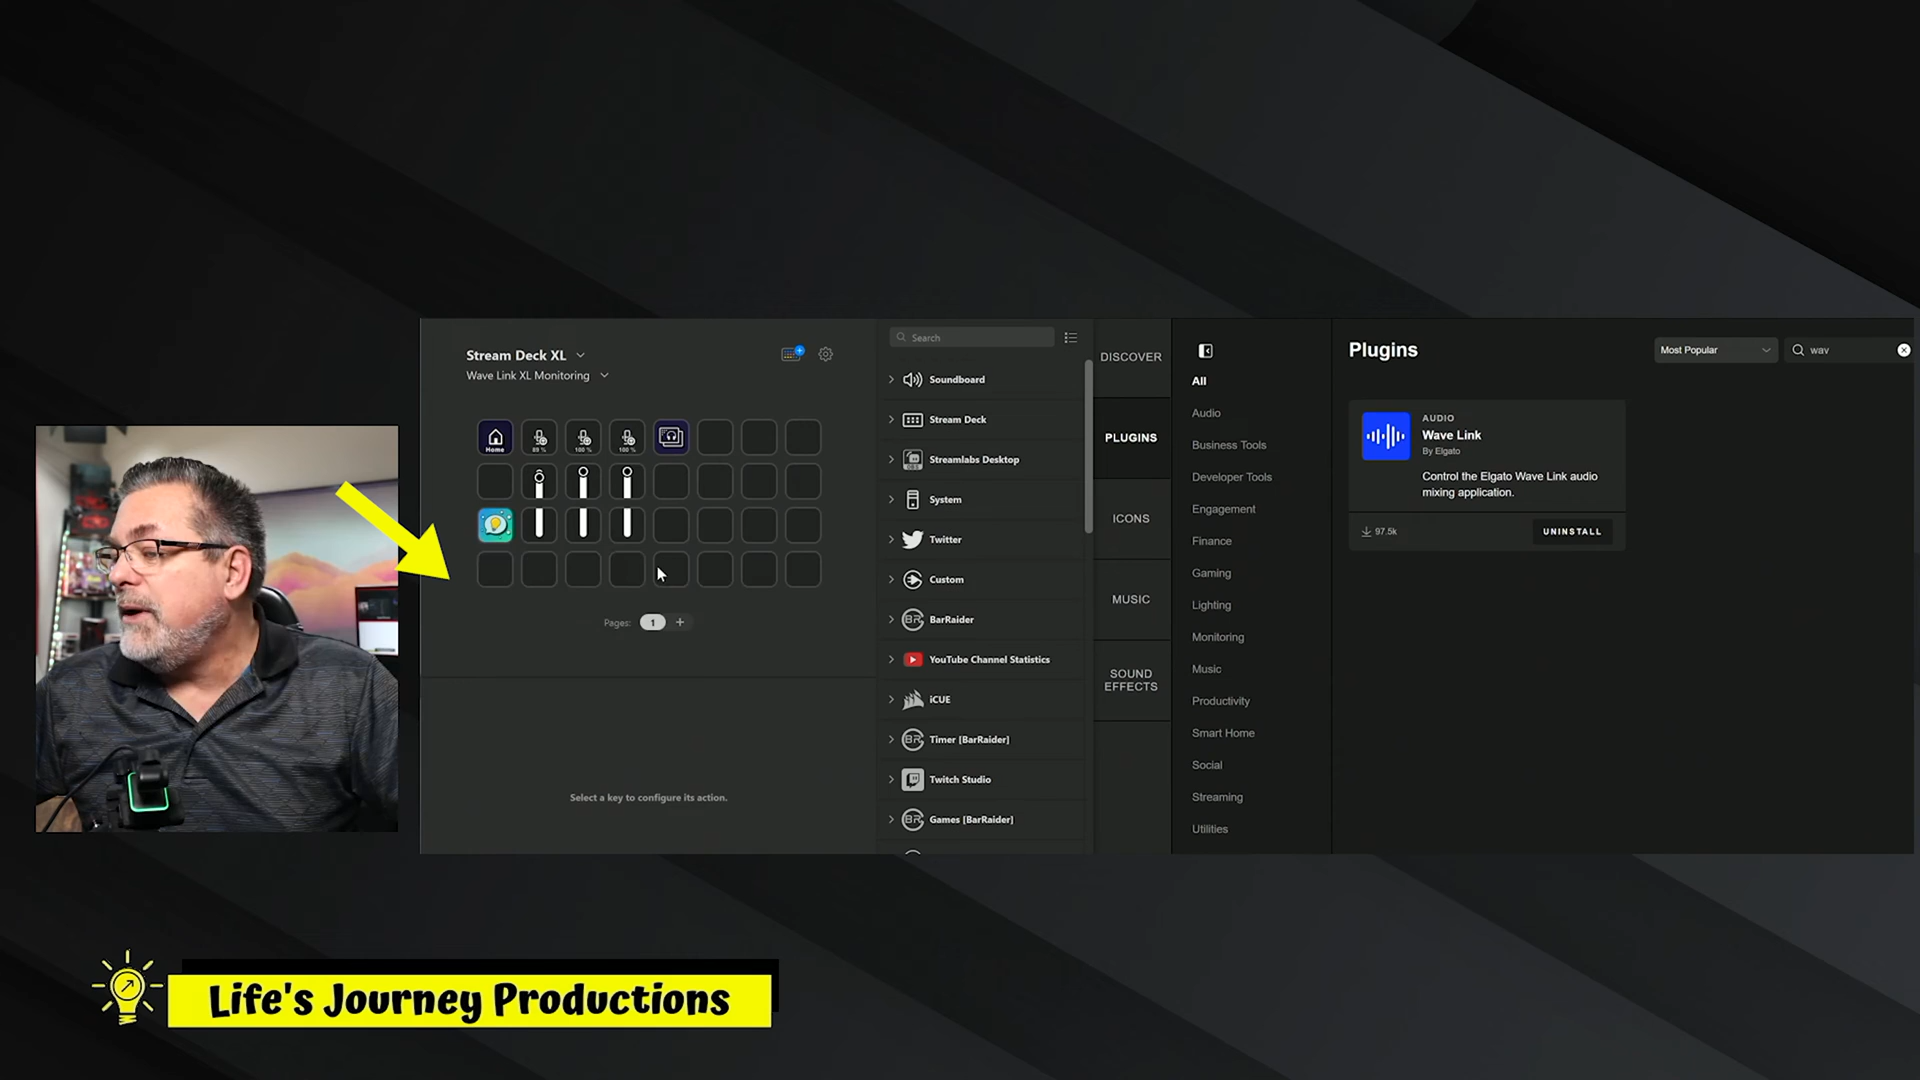 Stream Deck XL
Wave Link XL Monitoring
Home
89 %
100 %
100 %
Pages: 1 +
Select a key to configure its action.
Search
Soundboard
Stream Deck
Streamlabs Desktop
System
Twitter
Custom
BarRaider
YouTube Channel Statistics
iCUE
Timer [BarRaider]
Twitch Studio
Games [BarRaider]
DISCOVER
PLUGINS
ICONS
MUSIC
SOUND
EFFECTS
All
Audio
Business Tools
Developer Tools
Engagement
Finance
Gaming
Lighting
Monitoring
Music
Productivity
Smart Home
Social
Streaming
Utilities
Plugins
Most Popular
wav
AUDIO
Wave Link
By Elgato
Control the Elgato Wave Link audio
mixing application.
97.5k
UNINSTALL
Life's Journey Productions